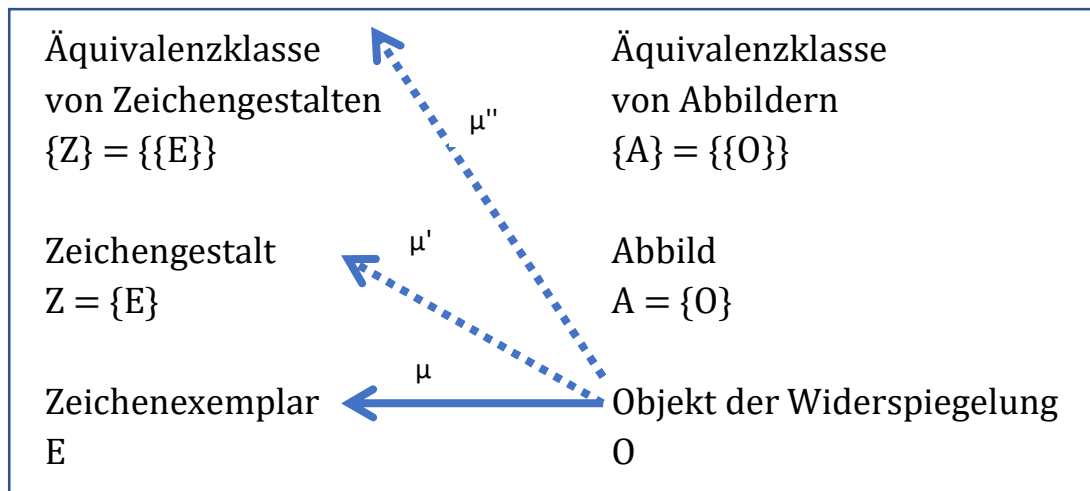 Äquivalenzklasse
von Zeichengestalten
{Z} = {{E}}
μ''
Äquivalenzklasse
von Abbildern
{A} = {{O}}
Zeichengestalt
Z = {E}
μ'
Abbild
A = {O}
Zeichenexemplar
E
μ
Objekt der Widerspiegelung
O